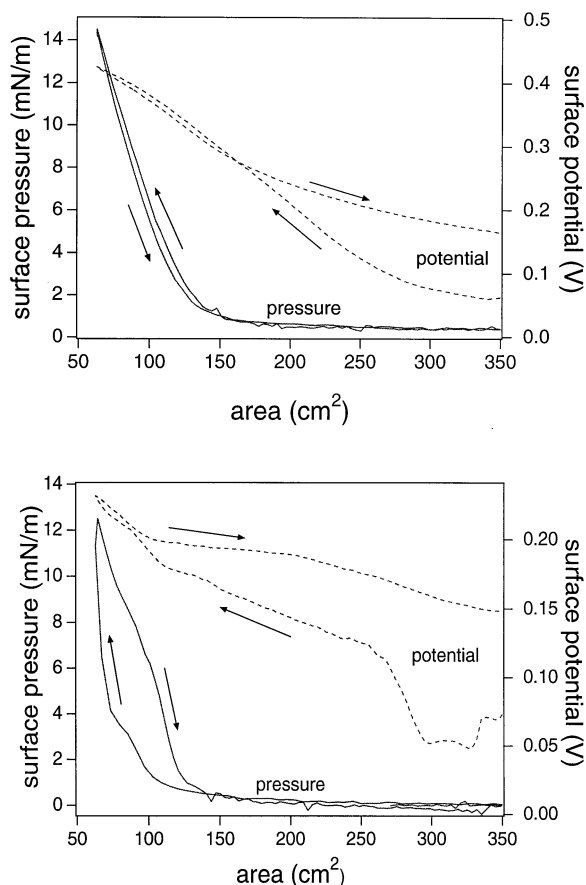 14
12
10
8
6
4
2
0
surface pressure (mN/m)
0.5
0.4
0.3
0.2
0.1
0.0
surface potential (V)
potential
pressure
50 100 150 200 250 300 350
area (cm²)
14
12
10
8
6
4
2
0
surface pressure (mN/m)
0.20
0.15
0.10
0.05
0.00
surface potential (V)
potential
pressure
50 100 150 200 250 300 350
area (cm²)